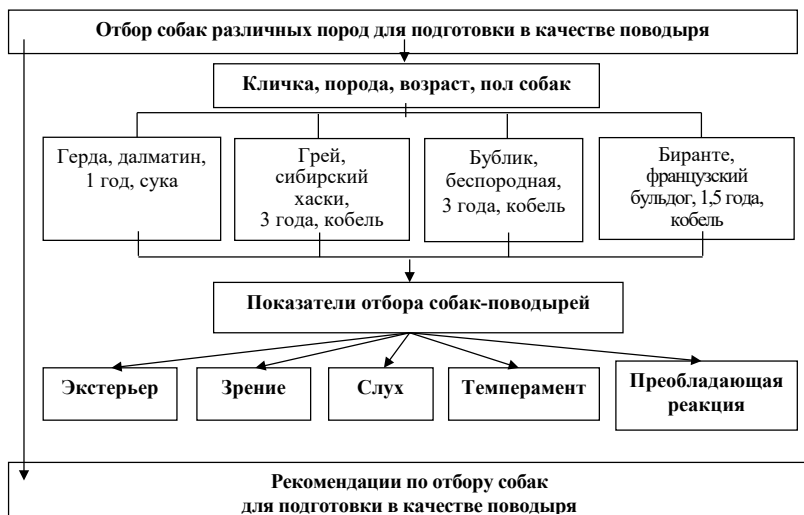 Отбор собак различных пород для подготовки в качестве поводыря
Кличка, порода, возраст, пол собак
Герда, далматин,
1 год, сука
Грей,
сибирский
хаски,
3 года, кобель
Бублик,
беспородная,
3 года, кобель
Биранте,
французский
бульдог, 1,5 года,
кобель
Показатели отбора собак-поводырей
Экстерьер
Зрение
Слух
Темперамент
Преобладающая
реакция
Рекомендации по отбору собак
для подготовки в качестве поводыря